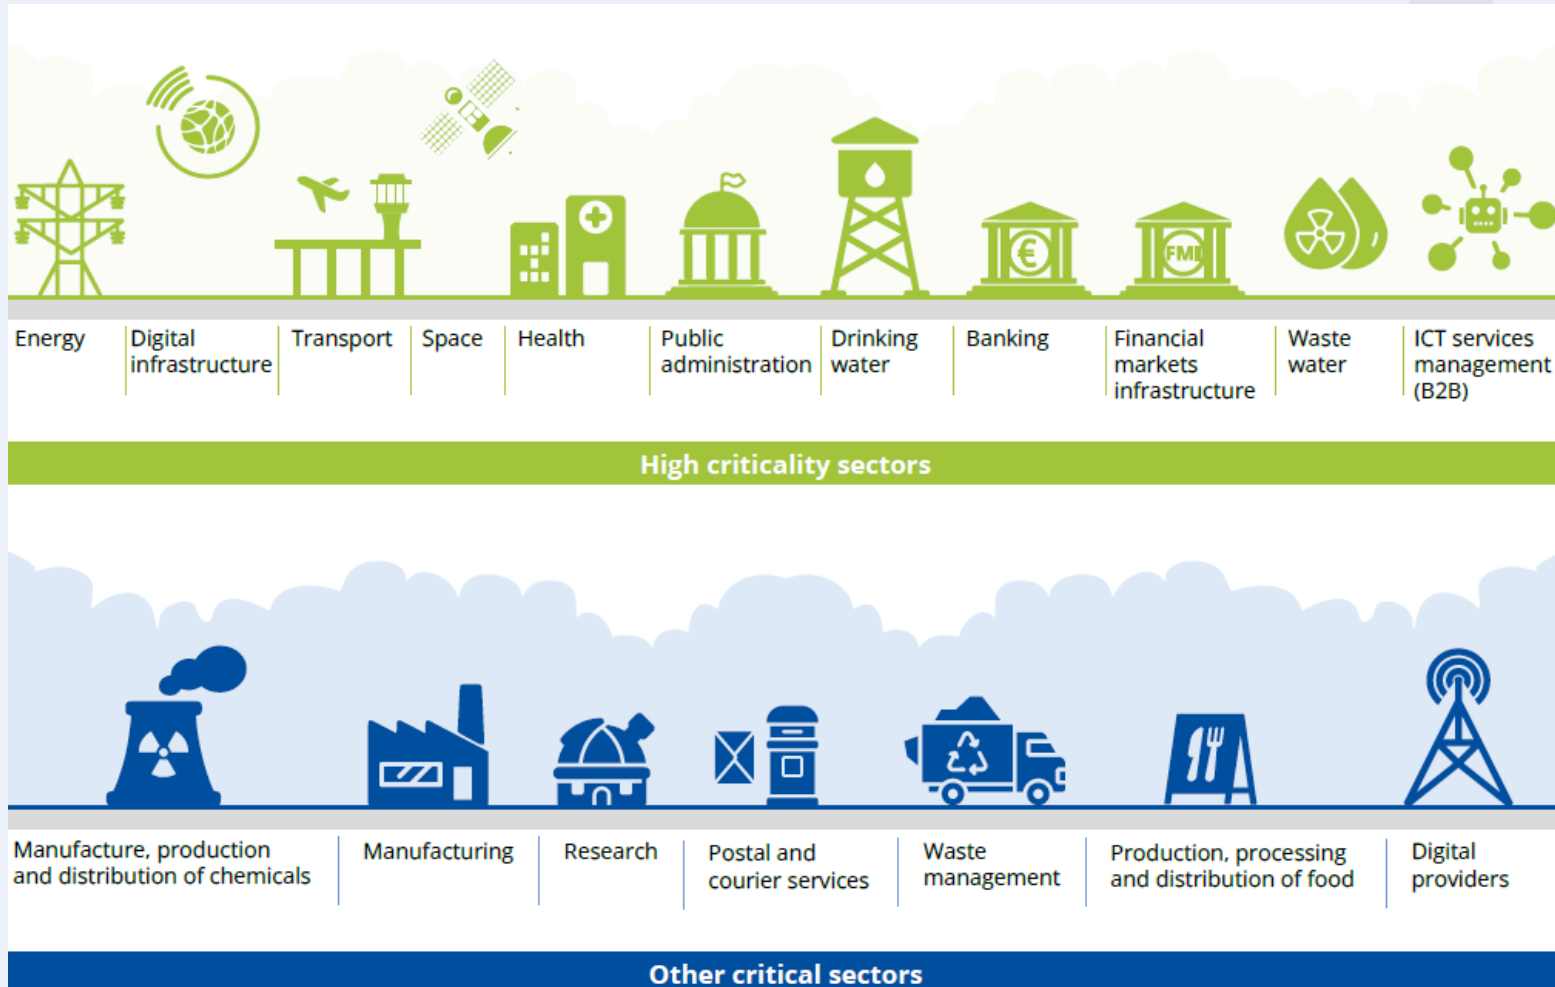 €
FMI
Energy
Digital
infrastructure
Transport
Space
Health
Public
administration
Drinking
water
Banking
Financial
markets
infrastructure
Waste
water
ICT services
management
(B2B)
High criticality sectors
Manufacture, production
and distribution of chemicals
Manufacturing
Research
Postal and
courier services
Waste
management
Production, processing
and distribution of food
Digital
providers
Other critical sectors